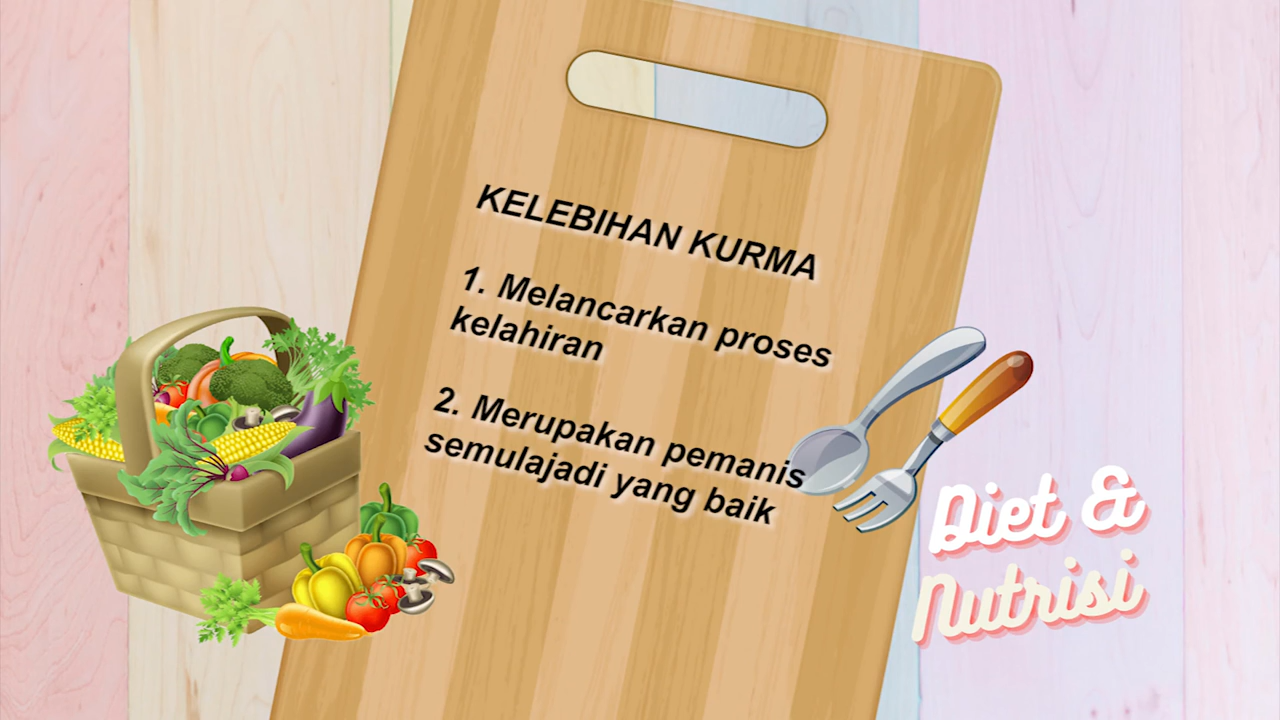 KELEBIHAN KURMA
1. Melancarkan proses
kelahiran
2. Merupakan pemanis
semulajadi yang baik
Diet &
Nutrisi